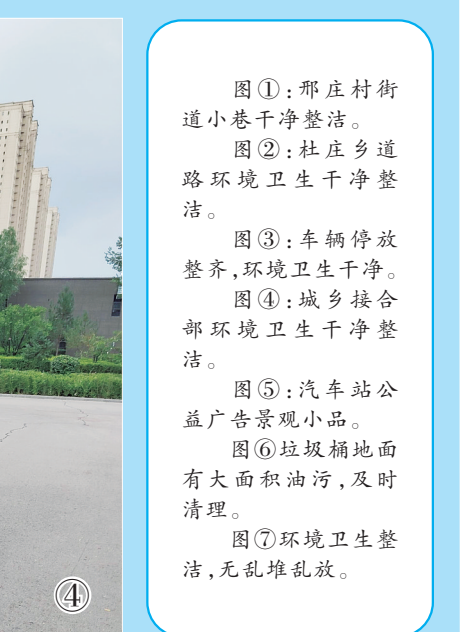 图①:邢庄村街
道小巷干净整洁。
图②:杜庄乡道
路环境卫生干净整
洁。
图③:车辆停放
整齐,环境卫生干净。
图④:城乡接合
部环境卫生干净整
洁。
图⑤:汽车站公
益广告景观小品。
图⑥垃圾桶地面
有大面积油污,及时
清理。
图⑦环境卫生整
洁,无乱堆乱放。
④